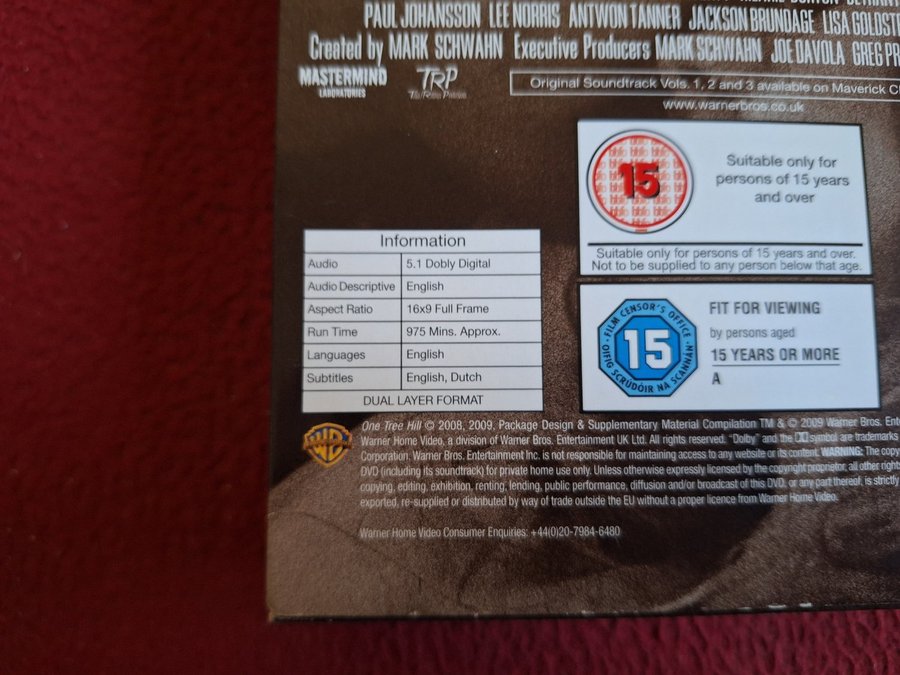 PAUL JOHANSSON LEE NORRIS ANTWON TANNER JACKSON BRUNDAGE LISA GOLDST
Created by MARK SCHWAHN Executive Producers MARK SCHWAHN JOE DAVOLA GREG PR
MASTERMIND
LABORATORIES
TRP
Original Soundtrack Vols. 1, 2 and 3 available on Maverick C
www.warnerbros.co.uk
15
Suitable only for
persons of 15 years
and over
Suitable only for persons of 15 years and over.
Not to be supplied to any person below that age.
Information
Audio 5.1 Dobly Digital
Audio Descriptive English
Aspect Ratio 16x9 Full Frame
Run Time 975 Mins. Approx.
Languages English
Subtitles English, Dutch
DUAL LAYER FORMAT
FILM CENSOR'S OFFICE
15
OIFIG SCRÚDÓIR NA SCANNÁN
FIT FOR VIEWING
by persons aged
15 YEARS OR MORE
A
WB
One Tree Hill © 2008, 2009. Package Design & Supplementary Material Compilation TM & © 2009 Warner Bros. Ent
Warner Home Video, a division of Warner Bros. Entertainment UK Ltd. All rights reserved. "Dolby" and the DD symbol are trademarks
Corporation. Warner Bros. Entertainment Inc. is not responsible for maintaining access to any website or its content. WARNING: The copy
DVD (including its soundtrack) for private home use only. Unless otherwise expressly licensed by the copyright proprietor, all other right
copying, editing, exhibition, renting, lending, public performance, diffusion and/or broadcast of this DVD, or any part thereof, is strictly
exported, re-supplied or distributed by way of trade outside the EU without a proper licence from Warner Home Video.
Warner Home Video Consumer Enquiries: +44(0)20-7984-6480